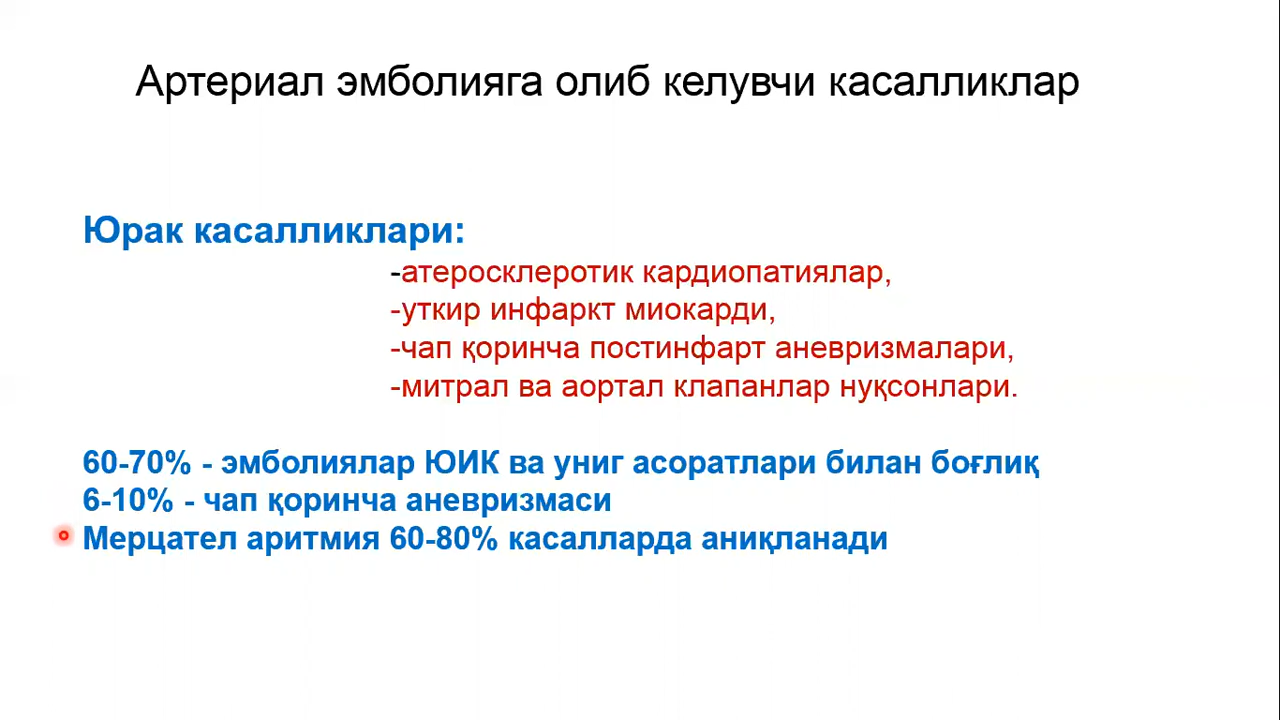 Артериал эмболияга олиб келувчи касалликлар
Юрак касалликлари:
-атеросклеротик кардиопатиялар,
-уткир инфаркт миокарди,
-чап қоринча постинфарт аневризмалари,
-митрал ва аортал клапанлар нуқсонлари.
60-70% - эмболиялар ЮИК ва униг асоратлари билан боғлиқ
6-10% - чап қоринча аневризмаси
Мерцател аритмия 60-80% касалларда аниқланади